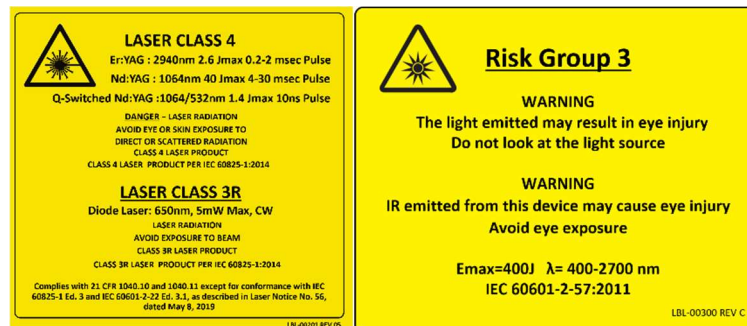 LASER CLASS 4
Er:YAG : 2940nm 2.6 Jmax 0.2-2 msec Pulse
Nd:YAG : 1064nm 40 Jmax 4-30 msec Pulse
Q-Switched Nd:YAG :1064/532nm 1.4 Jmax 10ns Pulse
DANGER – LASER RADIATION
AVOID EYE OR SKIN EXPOSURE TO
DIRECT OR SCATTERED RADIATION
CLASS 4 LASER PRODUCT
CLASS 4 LASER PRODUCT PER IEC 60825-1:2014
LASER CLASS 3R
Diode Laser: 650nm, 5mW Max, CW
LASER RADIATION
AVOID EXPOSURE TO BEAM
CLASS 3R LASER PRODUCT
CLASS 3R LASER PRODUCT PER IEC 60825-1:2014
Complies with 21 CFR 1040.10 and 1040.11 except for conformance with IEC
60825-1 Ed. 3 and IEC 60601-2-22 Ed. 3.1, as described in Laser Notice No. 56,
dated May 8, 2019
LBL-00201 REV 05
Risk Group 3
WARNING
The light emitted may result in eye injury
Do not look at the light source
WARNING
IR emitted from this device may cause eye injury
Avoid eye exposure
Emax=400J λ= 400-2700 nm
IEC 60601-2-57:2011
LBL-00300 REV C